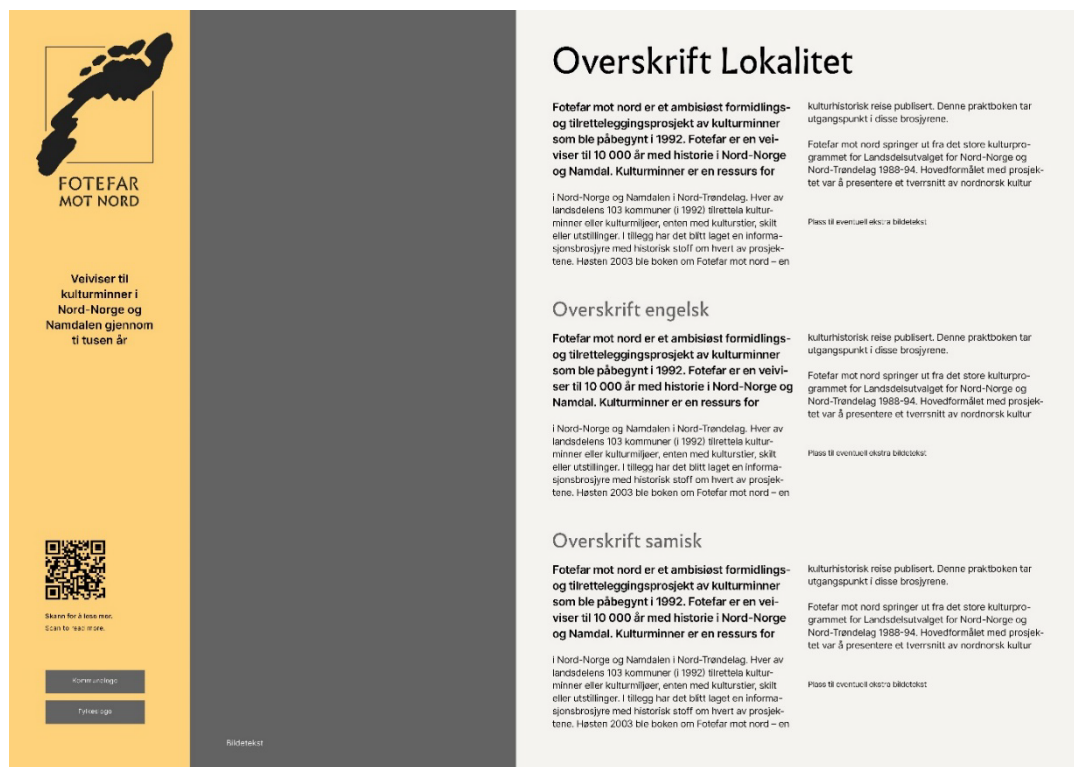 FOTEFAR
MOT NORD
Veiviser til
kulturminner i
Nord-Norge og
Namdalen gjennom
ti tusen år
Skann for å lese mer.
Scan to read more.
Kommunelogo
Fylkeslogo
Bildetekst
Overskrift Lokalitet
Fotefar mot nord er et ambisiøst formidlings-
og tilretteleggingsprosjekt av kulturminner
som ble påbegynt i 1992. Fotefar er en vei-
viser til 10 000 år med historie i Nord-Norge
og Namdal. Kulturminner er en ressurs for
i Nord-Norge og Namdalen i Nord-Trøndelag. Hver av
landsdelens 103 kommuner (i 1992) tilrettela kultur-
minner eller kulturmiljøer, enten med kulturstier, skilt
eller utstillinger. I tillegg har det blitt laget en informa-
sjonsbrosjyre med historisk stoff om hvert av prosjek-
tene. Høsten 2003 ble boken om Fotefar mot nord – en
kulturhistorisk reise publisert. Denne praktboken tar
utgangspunkt i disse brosjyrene.
Fotefar mot nord springer ut fra det store kulturpro-
grammet for Landsdelsutvalget for Nord-Norge og
Nord-Trøndelag 1988-94. Hovedformålet med prosjek-
tet var å presentere et tverrsnitt av nordnorsk kultur
Plass til eventuell ekstra bildetekst
Overskrift engelsk
Fotefar mot nord er et ambisiøst formidlings-
og tilretteleggingsprosjekt av kulturminner
som ble påbegynt i 1992. Fotefar er en veivi-
ser til 10 000 år med historie i Nord-Norge og
Namdal. Kulturminner er en ressurs for
i Nord-Norge og Namdalen i Nord-Trøndelag. Hver av
landsdelens 103 kommuner (i 1992) tilrettela kultur-
minner eller kulturmiljøer, enten med kulturstier, skilt
eller utstillinger. I tillegg har det blitt laget en informa-
sjonsbrosjyre med historisk stoff om hvert av prosjek-
tene. Høsten 2003 ble boken om Fotefar mot nord – en
kulturhistorisk reise publisert. Denne praktboken tar
utgangspunkt i disse brosjyrene.
Fotefar mot nord springer ut fra det store kulturpro-
grammet for Landsdelsutvalget for Nord-Norge og
Nord-Trøndelag 1988-94. Hovedformålet med prosjek-
tet var å presentere et tverrsnitt av nordnorsk kultur
Plass til eventuell ekstra bildetekst
Overskrift samisk
Fotefar mot nord er et ambisiøst formidlings-
og tilretteleggingsprosjekt av kulturminner
som ble påbegynt i 1992. Fotefar er en vei-
viser til 10 000 år med historie i Nord-Norge
og Namdal. Kulturminner er en ressurs for
i Nord-Norge og Namdalen i Nord-Trøndelag. Hver av
landsdelens 103 kommuner (i 1992) tilrettela kultur-
minner eller kulturmiljøer, enten med kulturstier, skilt
eller utstillinger. I tillegg har det blitt laget en informa-
sjonsbrosjyre med historisk stoff om hvert av prosjek-
tene. Høsten 2003 ble boken om Fotefar mot nord – en
kulturhistorisk reise publisert. Denne praktboken tar
utgangspunkt i disse brosjyrene.
Fotefar mot nord springer ut fra det store kulturpro-
grammet for Landsdelsutvalget for Nord-Norge og
Nord-Trøndelag 1988-94. Hovedformålet med prosjek-
tet var å presentere et tverrsnitt av nordnorsk kultur
Plass til eventuell ekstra bildetekst